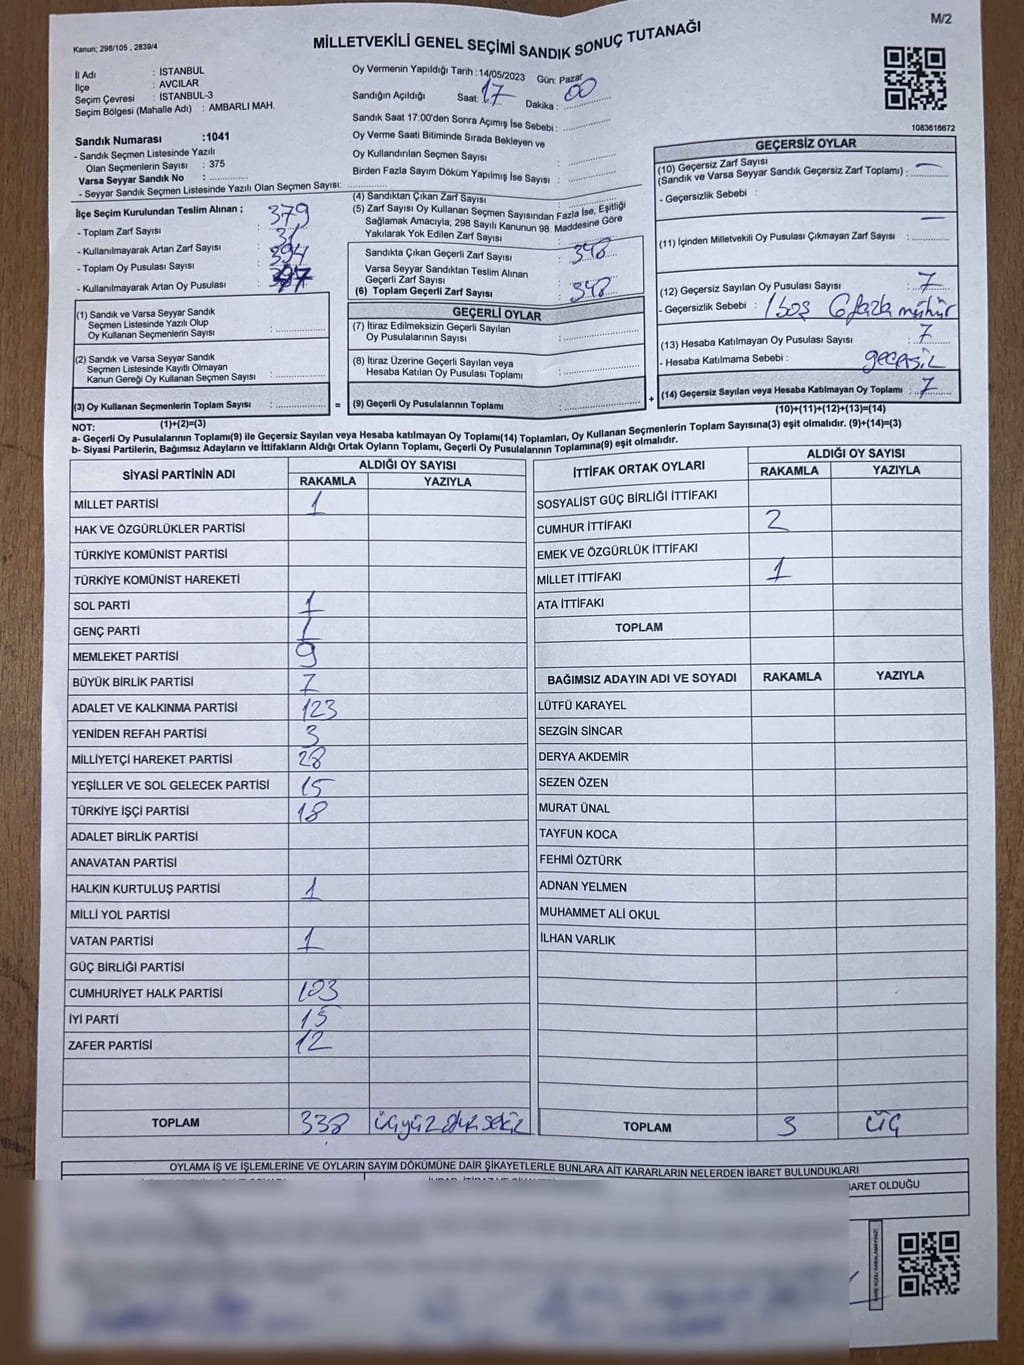 M/2
Kanun; 298/105 , 2839/4
MİLLETVEKİLİ GENEL SEÇİMİ SANDIK SONUÇ TUTANAĞI
İl Adı : İSTANBUL
İlçe : AVCILAR
Seçim Çevresi : İSTANBUL-3
Seçim Bölgesi (Mahalle Adı) : AMBARLI MAH.
Sandık Numarası :1041
- Sandık Seçmen Listesinde Yazılı
Olan Seçmenlerin Sayısı : 375
Varsa Seyyar Sandık No :
- Seyyar Sandık Seçmen Listesinde Yazılı Olan Seçmen Sayısı:
İlçe Seçim Kurulundan Teslim Alınan ;
- Toplam Zarf Sayısı : 379
- Kullanılmayarak Artan Zarf Sayısı : 31
- Toplam Oy Pusulası Sayısı : 394
- Kullanılmayarak Artan Oy Pusulası :
(1) Sandık ve Varsa Seyyar Sandık
Seçmen Listesinde Yazılı Olup
Oy Kullanan Seçmenlerin Sayısı :
(2) Sandık ve Varsa Seyyar Sandık
Seçmen Listesinde Kayıtlı Olmayan
Kanun Gereği Oy Kullanan Seçmen Sayısı :
(3) Oy Kullanan Seçmenlerin Toplam Sayısı : =
(1)+(2)=(3)
Oy Vermenin Yapıldığı Tarih :14/05/2023 Gün: Pazar
Sandığın Açıldığı Saat: 17 Dakika : 00
Sandık Saat 17:00'den Sonra Açımış İse Sebebi :
Oy Verme Saati Bitiminde Sırada Bekleyen ve
Oy Kullandırılan Seçmen Sayısı :
Birden Fazla Sayım Döküm Yapılmış İse Sayısı :
(4) Sandıktan Çıkan Zarf Sayısı :
(5) Zarf Sayısı Oy Kullanan Seçmen Sayısından Fazla İse, Eşitliği
Sağlamak Amacıyla, 298 Sayılı Kanunun 98. Maddesine Göre
Yakılarak Yok Edilen Zarf Sayısı :
Sandıkta Çıkan Geçerli Zarf Sayısı : 348
Varsa Seyyar Sandıktan Teslim Alınan
Geçerli Zarf Sayısı :
(6) Toplam Geçerli Zarf Sayısı : 348
GEÇERLİ OYLAR
(7) İtiraz Edilmeksizin Geçerli Sayılan
Oy Pusulalarının Sayısı :
(8) İtiraz Üzerine Geçerli Sayılan veya
Hesaba Katılan Oy Pusulası Toplamı :
(9) Geçerli Oy Pusulalarının Toplamı : +
1083616672
GEÇERSİZ OYLAR
(10) Geçersiz Zarf Sayısı
(Sandık ve Varsa Seyyar Sandık Geçersiz Zarf Toplamı) : —
- Geçersizlik Sebebi :
(11) İçinden Milletvekili Oy Pusulası Çıkmayan Zarf Sayısı : —
(12) Geçersiz Sayılan Oy Pusulası Sayısı : 7
- Geçersizlik Sebebi : 1 boş 6 fazla mühür
(13) Hesaba Katılmayan Oy Pusulası Sayısı : 7
- Hesaba Katılmama Sebebi :
(14) Geçersiz Sayılan veya Hesaba Katılmayan Oy Toplamı : 7
(10)+(11)+(12)+(13)=(14)
NOT:
a- Geçerli Oy Pusulalarının Toplamı(9) ile Geçersiz Sayılan veya Hesaba katılmayan Oy Toplamı(14) Toplamları, Oy Kullanan Seçmenlerin Toplam Sayısına(3) eşit olmalıdır. (9)+(14)=(3)
b- Siyasi Partilerin, Bağımsız Adayların ve İttifakların Aldığı Ortak Oyların Toplamı, Geçerli Oy Pusulalarının Toplamına(9) eşit olmalıdır.
SİYASİ PARTİNİN ADI ALDIĞI OY SAYISI
RAKAMLA YAZIYLA
MİLLET PARTİSİ 1
HAK VE ÖZGÜRLÜKLER PARTİSİ
TÜRKİYE KOMÜNİST PARTİSİ
TÜRKİYE KOMÜNİST HAREKETİ
SOL PARTİ 1
GENÇ PARTİ 1
MEMLEKET PARTİSİ 9
BÜYÜK BİRLİK PARTİSİ 7
ADALET VE KALKINMA PARTİSİ 123
YENİDEN REFAH PARTİSİ 3
MİLLİYETÇİ HAREKET PARTİSİ 28
YEŞİLLER VE SOL GELECEK PARTİSİ 15
TÜRKİYE İŞÇİ PARTİSİ 18
ADALET BİRLİK PARTİSİ
ANAVATAN PARTİSİ
HALKIN KURTULUŞ PARTİSİ 1
MİLLİ YOL PARTİSİ
VATAN PARTİSİ 1
GÜÇ BİRLİĞİ PARTİSİ
CUMHURİYET HALK PARTİSİ 103
İYİ PARTİ 15
ZAFER PARTİSİ 12
TOPLAM 338
İTTİFAK ORTAK OYLARI ALDIĞI OY SAYISI
RAKAMLA YAZIYLA
SOSYALİST GÜÇ BİRLİĞİ İTTİFAKI
CUMHUR İTTİFAKI 2
EMEK VE ÖZGÜRLÜK İTTİFAKI
MİLLET İTTİFAKI 1
ATA İTTİFAKI
TOPLAM
BAĞIMSIZ ADAYIN ADI VE SOYADI RAKAMLA YAZIYLA
LÜTFÜ KARAYEL
SEZGİN SİNCAR
DERYA AKDEMİR
SEZEN ÖZEN
MURAT ÜNAL
TAYFUN KOCA
FEHMİ ÖZTÜRK
ADNAN YELMEN
MUHAMMET ALİ OKUL
İLHAN VARLIK
TOPLAM 3 ÜÇ
OYLAMA İŞ VE İŞLEMLERİNE VE OYLARIN SAYIM DÖKÜMÜNE DAİR ŞİKAYETLERLE BUNLARA AİT KARARLARIN NELERDEN İBARET BULUNDUKLARI
BARET OLDUĞU